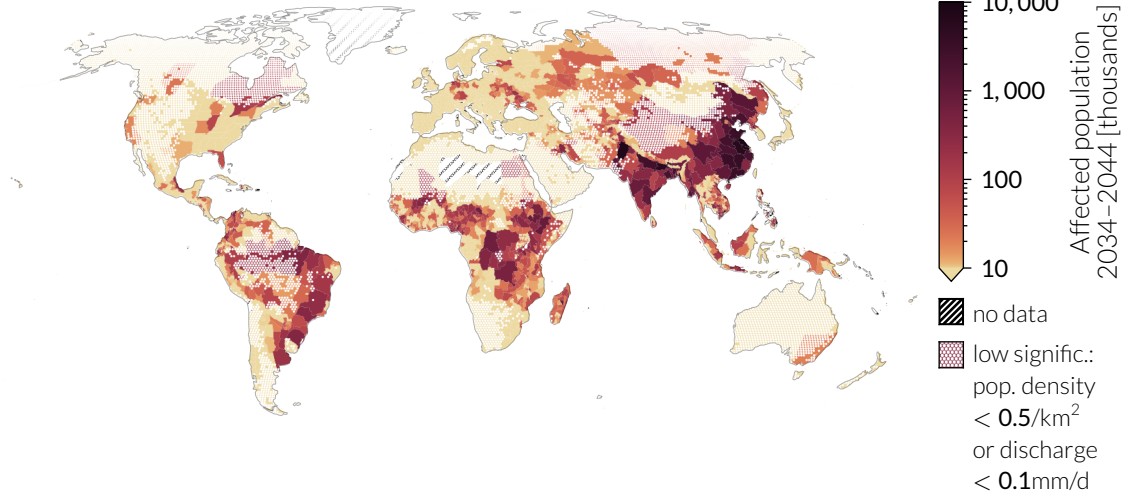 10,000
1,000
100
10
Affected population
2034–2044 [thousands]
no data
low signific.:
pop. density
< 0.5/km²
or discharge
< 0.1mm/d